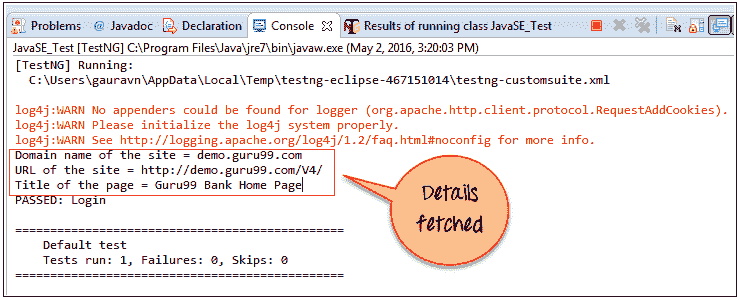 Problems @ Javadoc Declaration Console Results of running class JavaSE_Test
JavaSE_Test [TestNG] C:\Program Files\Java\jre7\bin\javaw.exe (May 2, 2016, 3:20:03 PM)
[TestNG] Running:
C:\Users\gauravn\AppData\Local\Temp\testng-eclipse-467151014\testng-customsuite.xml
log4j:WARN No appenders could be found for logger (org.apache.http.client.protocol.RequestAddCookies).
log4j:WARN Please initialize the log4j system properly.
log4j:WARN See http://logging.apache.org/log4j/1.2/faq.html#noconfig for more info.
Domain name of the site = demo.guru99.com
URL of the site = http://demo.guru99.com/V4/
Title of the page = Guru99 Bank Home Page
PASSED: Login
Details
fetched
===============================================
Default test
Tests run: 1, Failures: 0, Skips: 0
===============================================